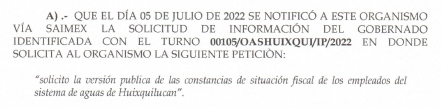 A) .- QUE EL DÍA 05 DE JULIO DE 2022 SE NOTIFICÓ A ESTE ORGANISMO
VÍA SAIMEX LA SOLICITUD DE INFORMACIÓN DEL GOBERNADO
IDENTIFICADA CON EL TURNO 00105/OASHUIXQUI/IP/2022 EN DONDE
SOLICITA AL ORGANISMO LA SIGUIENTE PETICIÓN:
"solicito la versión publica de las constancias de situación fiscal de los empleados del
sistema de aguas de Huixquilucan".